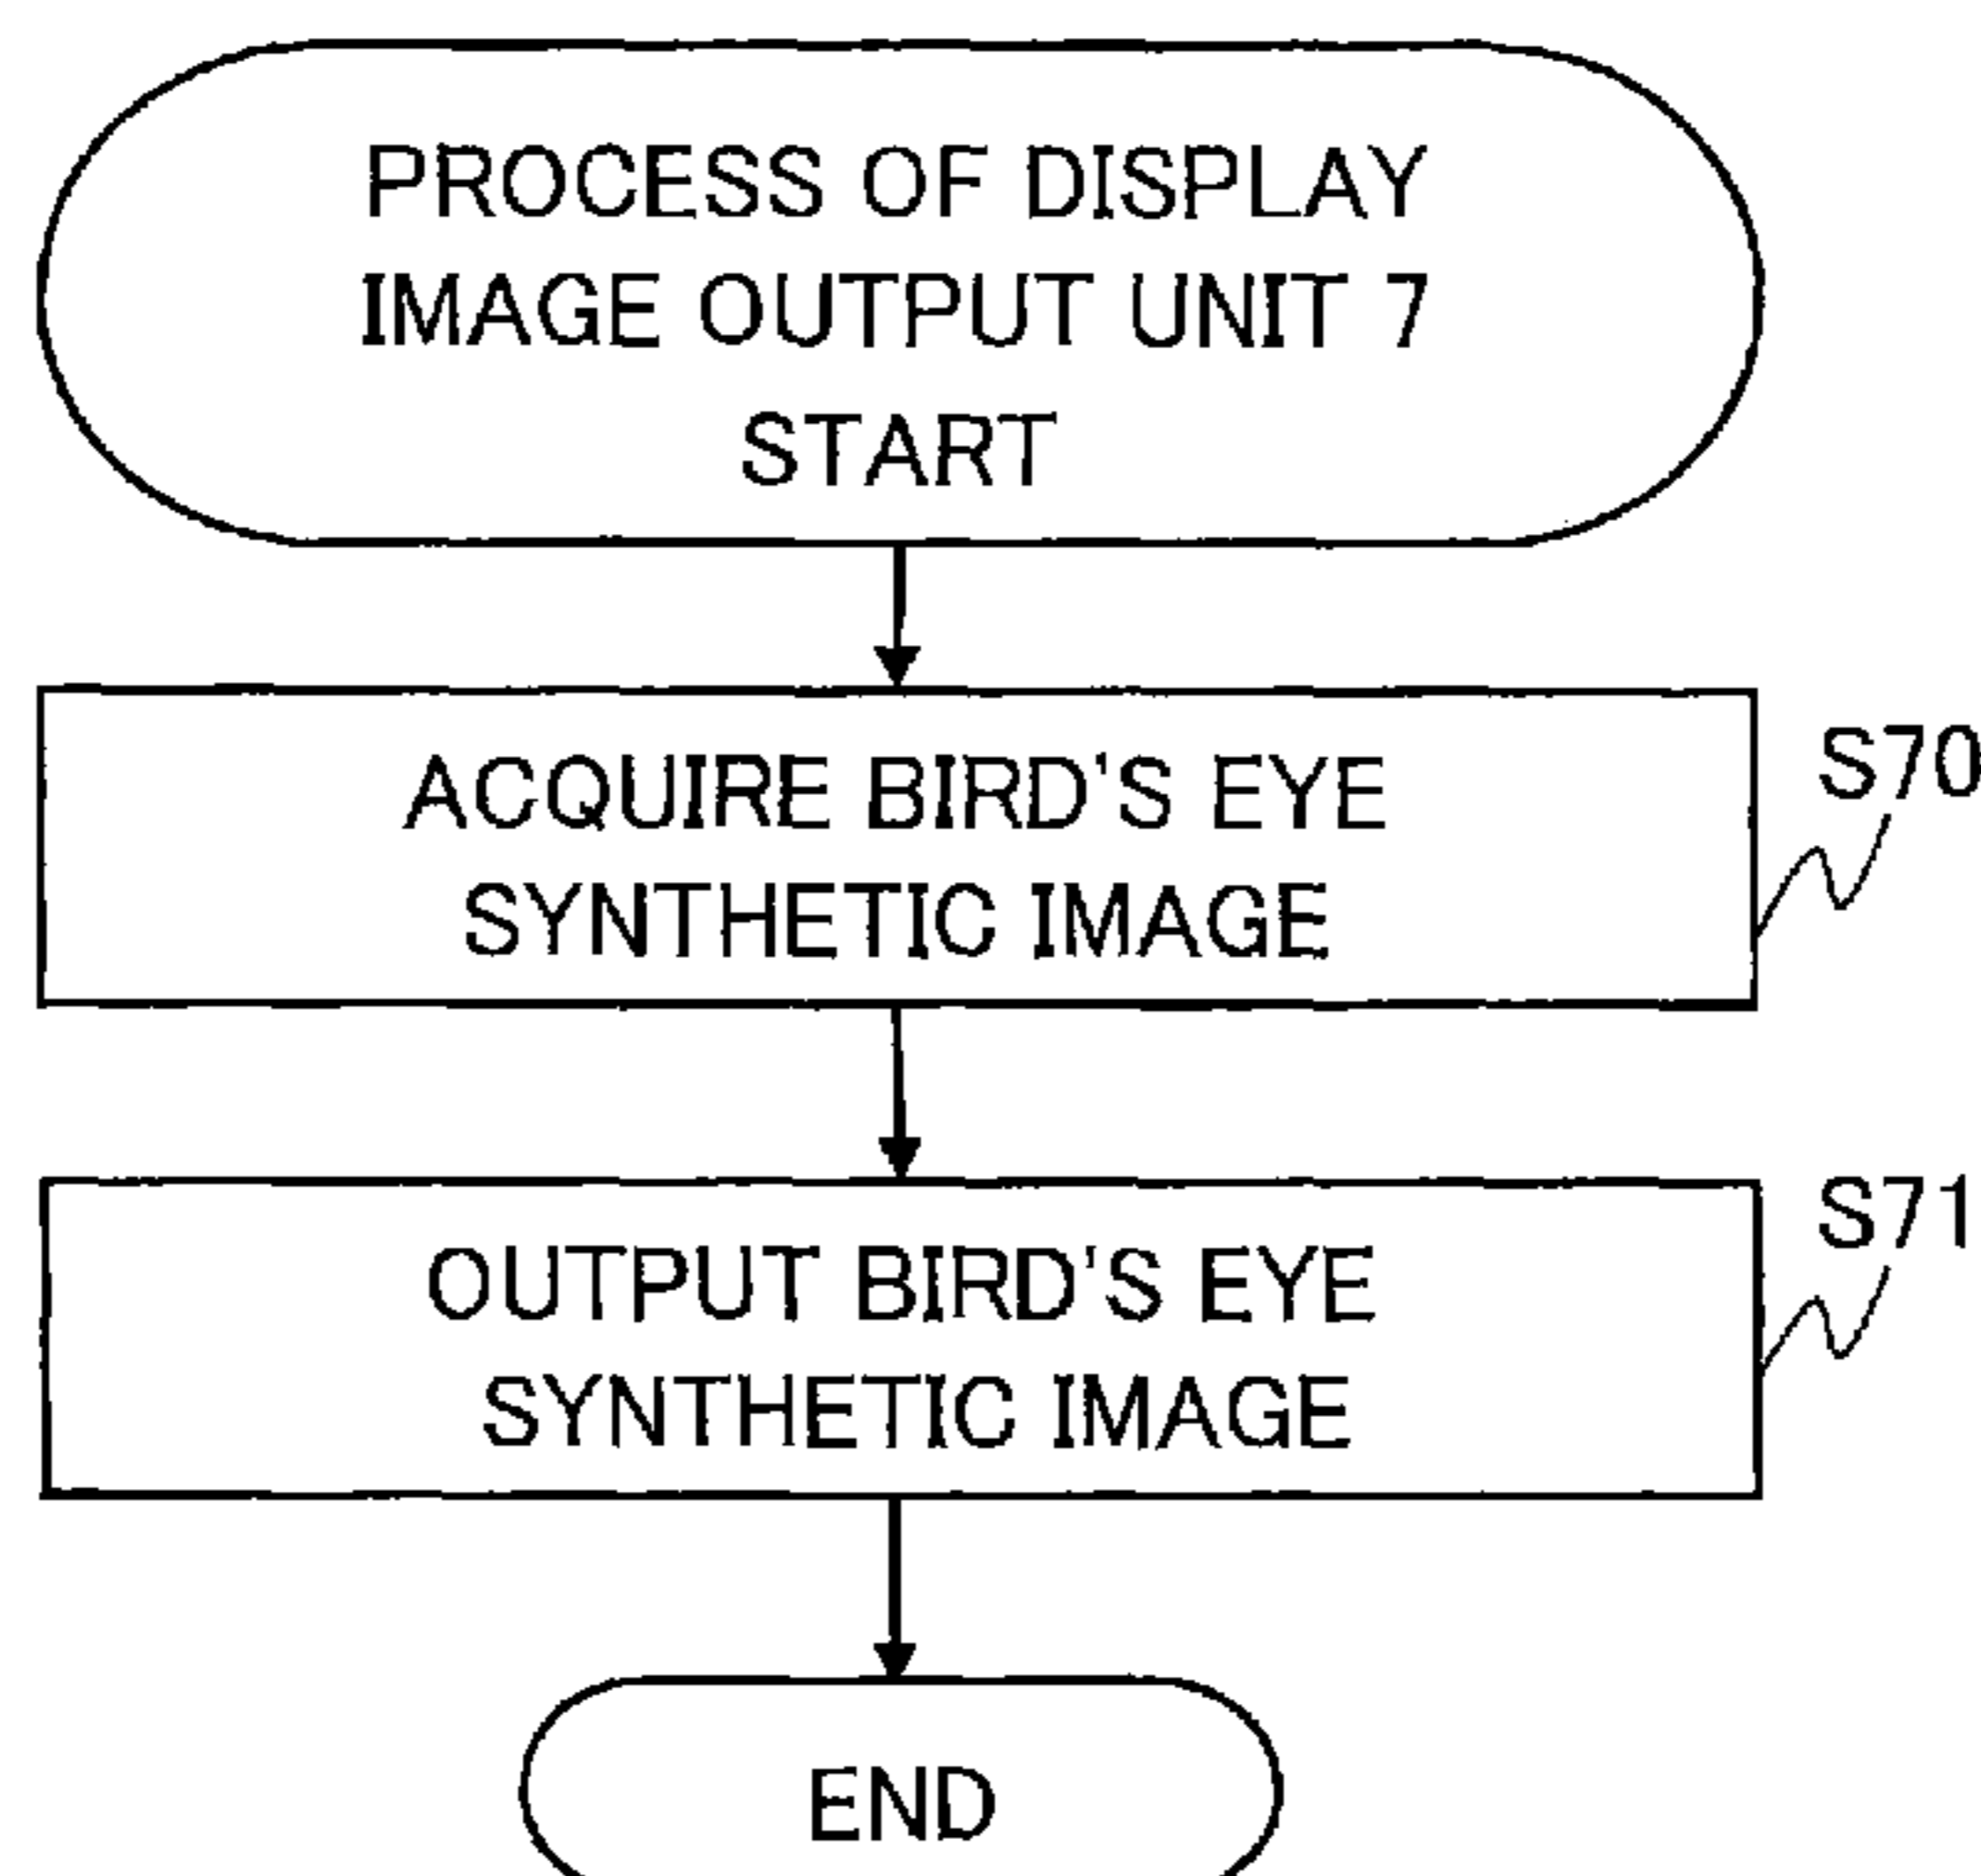 PROCESS OF DISPLAY
IMAGE OUTPUT UNIT 7
START
ACQUIRE BIRD'S EYE
SYNTHETIC IMAGE
S70
OUTPUT BIRD'S EYE
SYNTHETIC IMAGE
S71
END